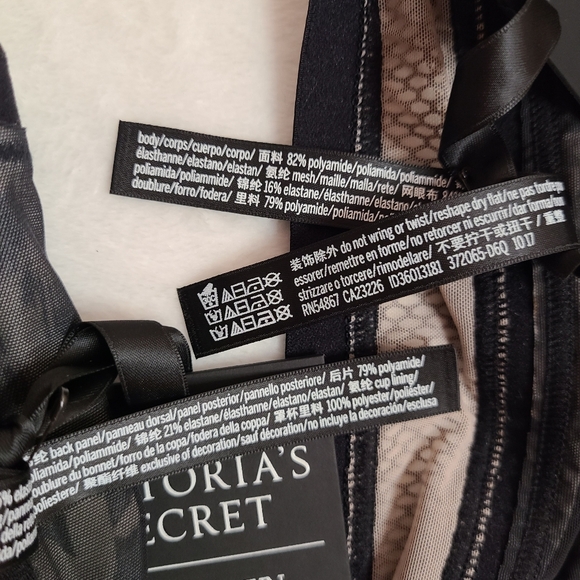 body/corps/cuerpo/corpo/ 面料 82% polyamide/poliamida/poliammide/
élasthanne/elastano/elastan/ 氨纶 mesh/maille/malla/rete/ 网眼布
poliamida/poliammide/ 锦纶 16% elastane/élasthanne/elastano/
doublure/forro/fodera/ 里料 79% polyamide/poliamida
装饰除外 do not wring or twist/reshape dry flat/ne pas tordre
essorer/remettre en forme/no retorcer ni escurrir/dar forma
strizzare o torcere/rimodellare/ 不要拧干或扭干/重整
RN54867 CA23226 ID36013181 372065-D6Q 1017
纶 back panel/panneau dorsal/panel posterior/pannello posteriore/ 后片 79% polyamide/
poliamida/poliammide/ 锦纶 21% elastane/élasthanne/elastano/elastan/ 氨纶 cup lining/
doublure du bonnet/forro de la copa/fodera della coppa/ 罩杯里料 100% polyester/poliéster/
poliestere/ 聚酯纤维 exclusive of decoration/sauf décoration/no incluye la decoración/esclusa
TORIA'S
ECRET